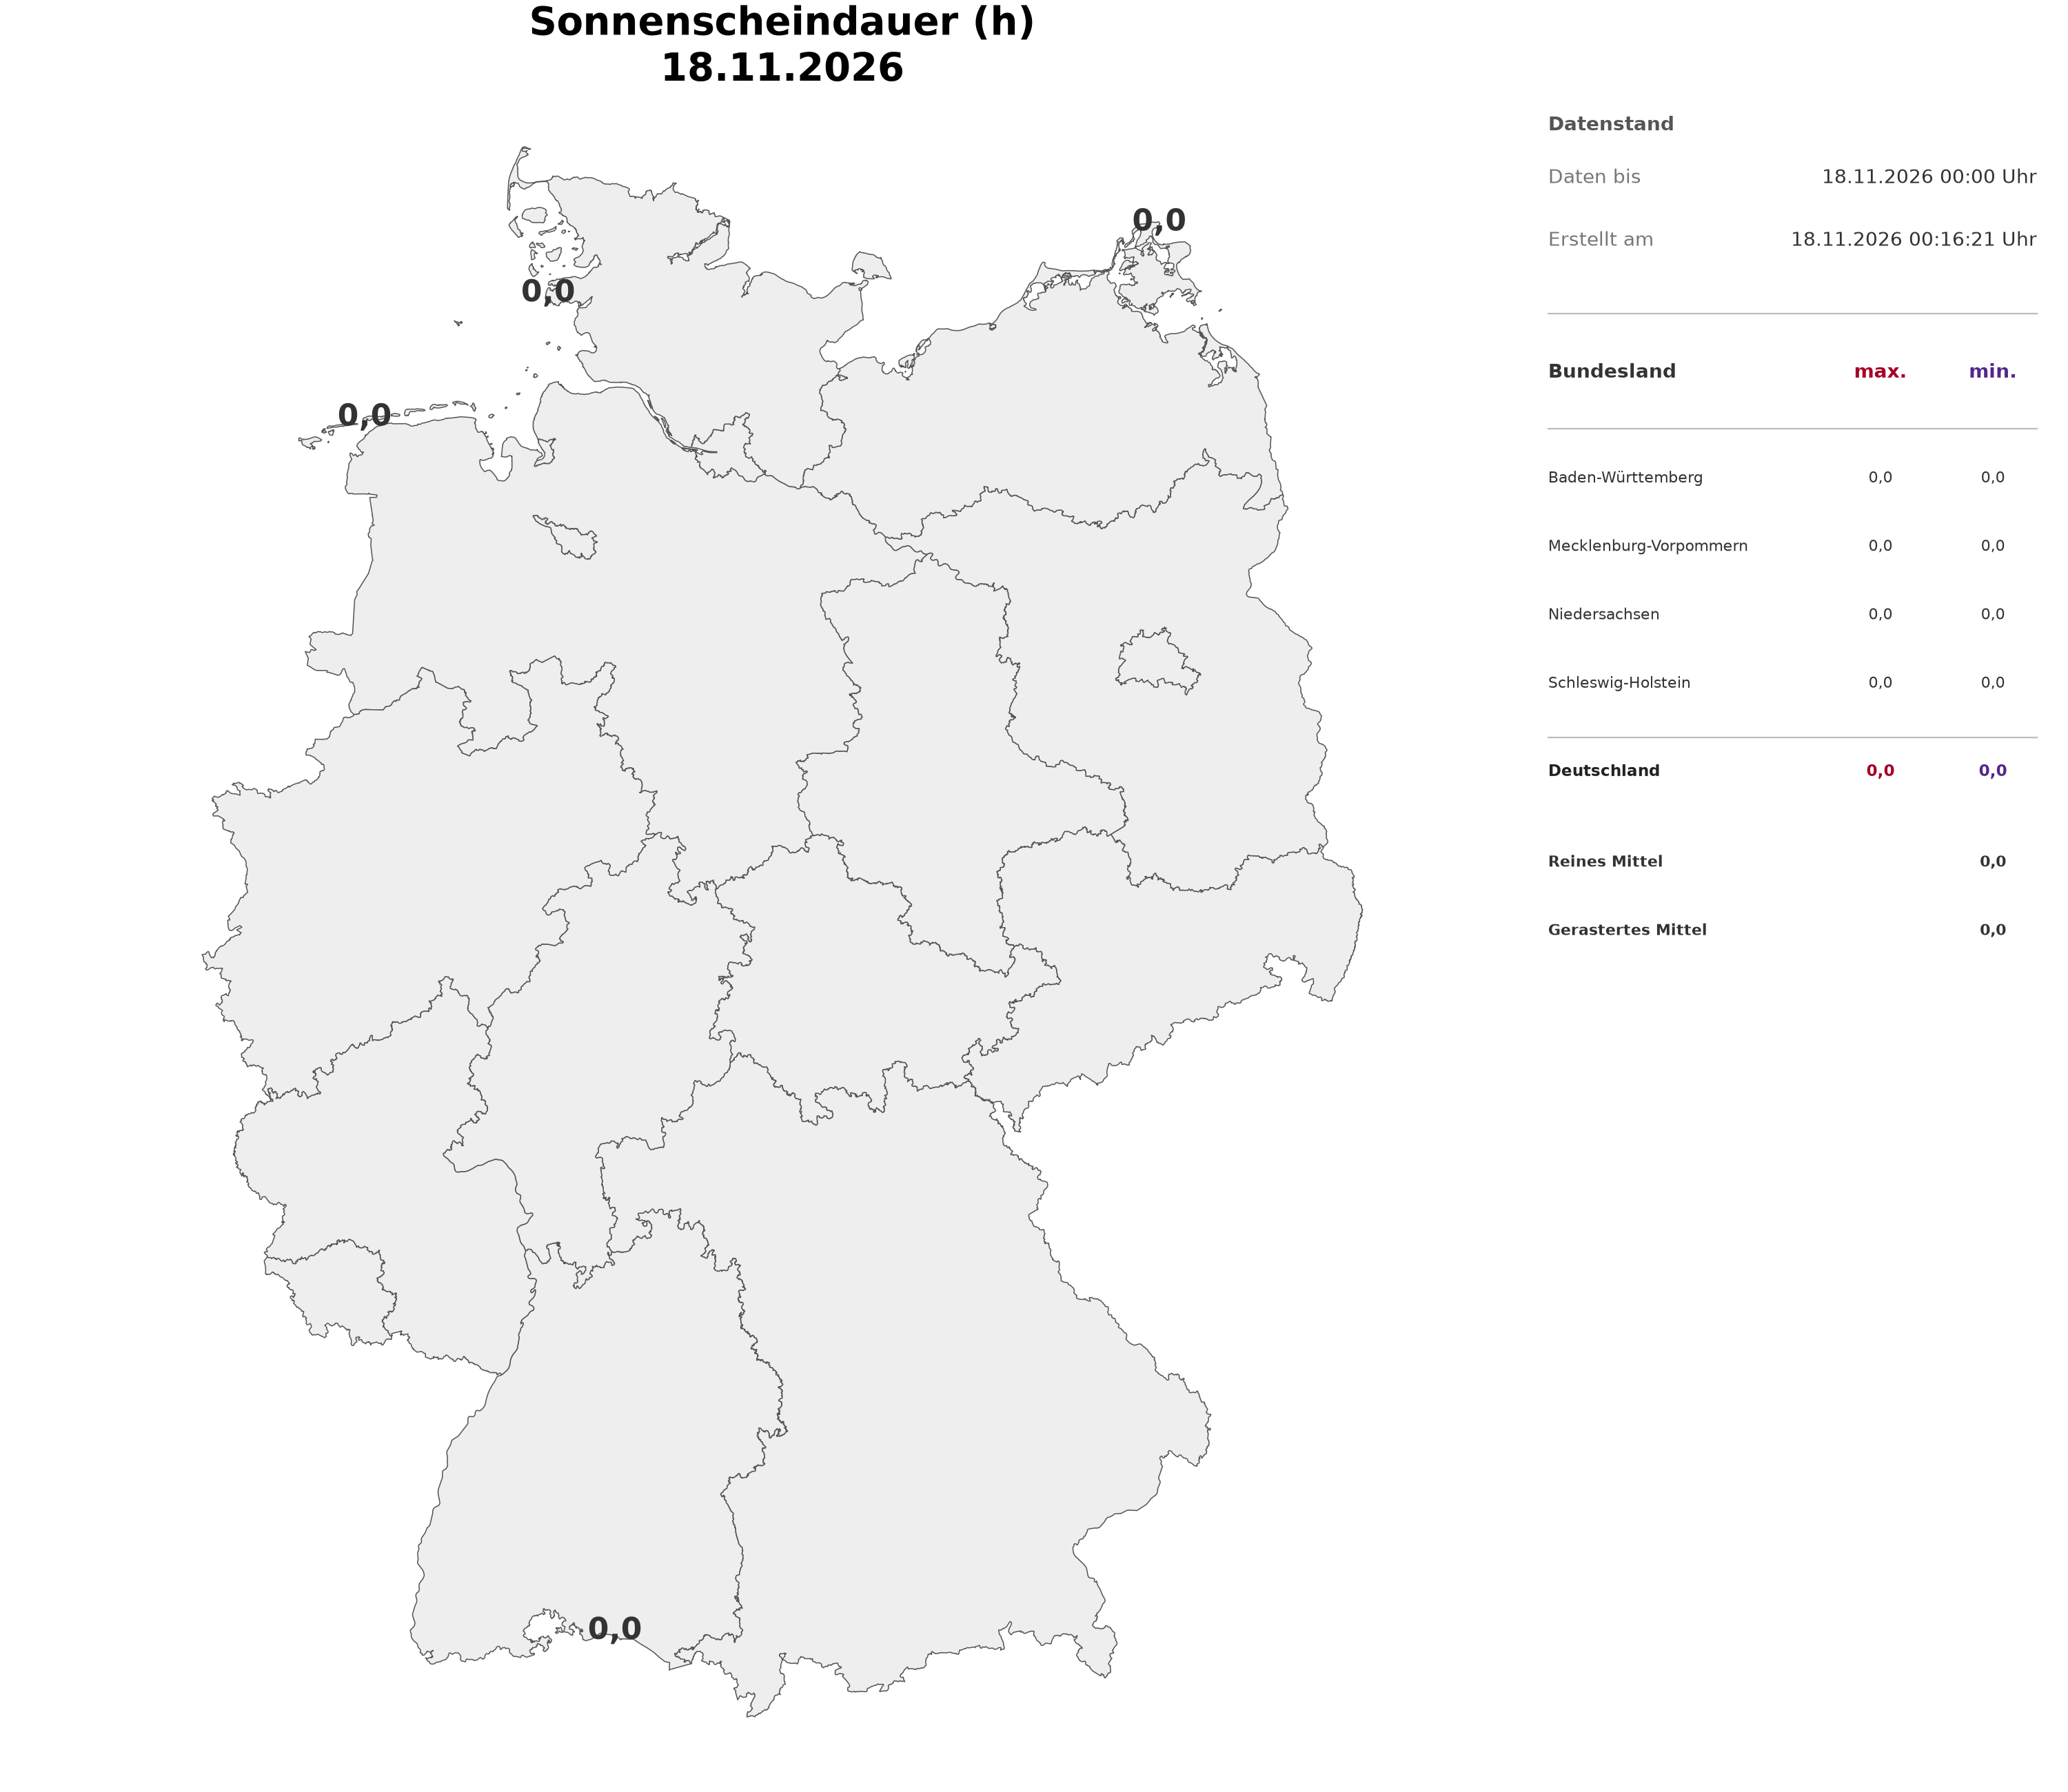 Sonnenscheindauer (h)
18.11.2026
Datenstand
Daten bis 18.11.2026 00:00 Uhr
Erstellt am 18.11.2026 00:16:21 Uhr
Bundesland max. min.
Baden-Württemberg 0,0 0,0
Mecklenburg-Vorpommern 0,0 0,0
Niedersachsen 0,0 0,0
Schleswig-Holstein 0,0 0,0
Deutschland 0,0 0,0
Reines Mittel 0,0
Gerastertes Mittel 0,0
0,0
0,0
0,0
0,0